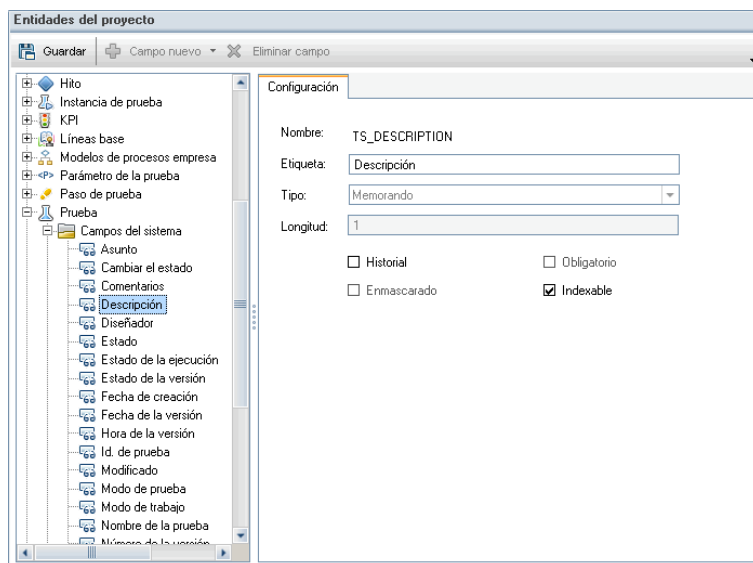 Entidades del proyecto
Guardar Campo nuevo Eliminar campo
Hito
Instancia de prueba
KPI
Líneas base
Modelos de procesos empresa
<P> Parámetro de la prueba
Paso de prueba
Prueba
Campos del sistema
Asunto
Cambiar el estado
Comentarios
Descripción
Diseñador
Estado
Estado de la ejecución
Estado de la versión
Fecha de creación
Fecha de la versión
Hora de la versión
Id. de prueba
Modificado
Modo de prueba
Modo de trabajo
Nombre de la prueba
Número de la versión
Configuración
Nombre: TS_DESCRIPTION
Etiqueta: Descripción
Tipo: Memorando
Longitud: 1
Historial Obligatorio
Enmascarado Indexable